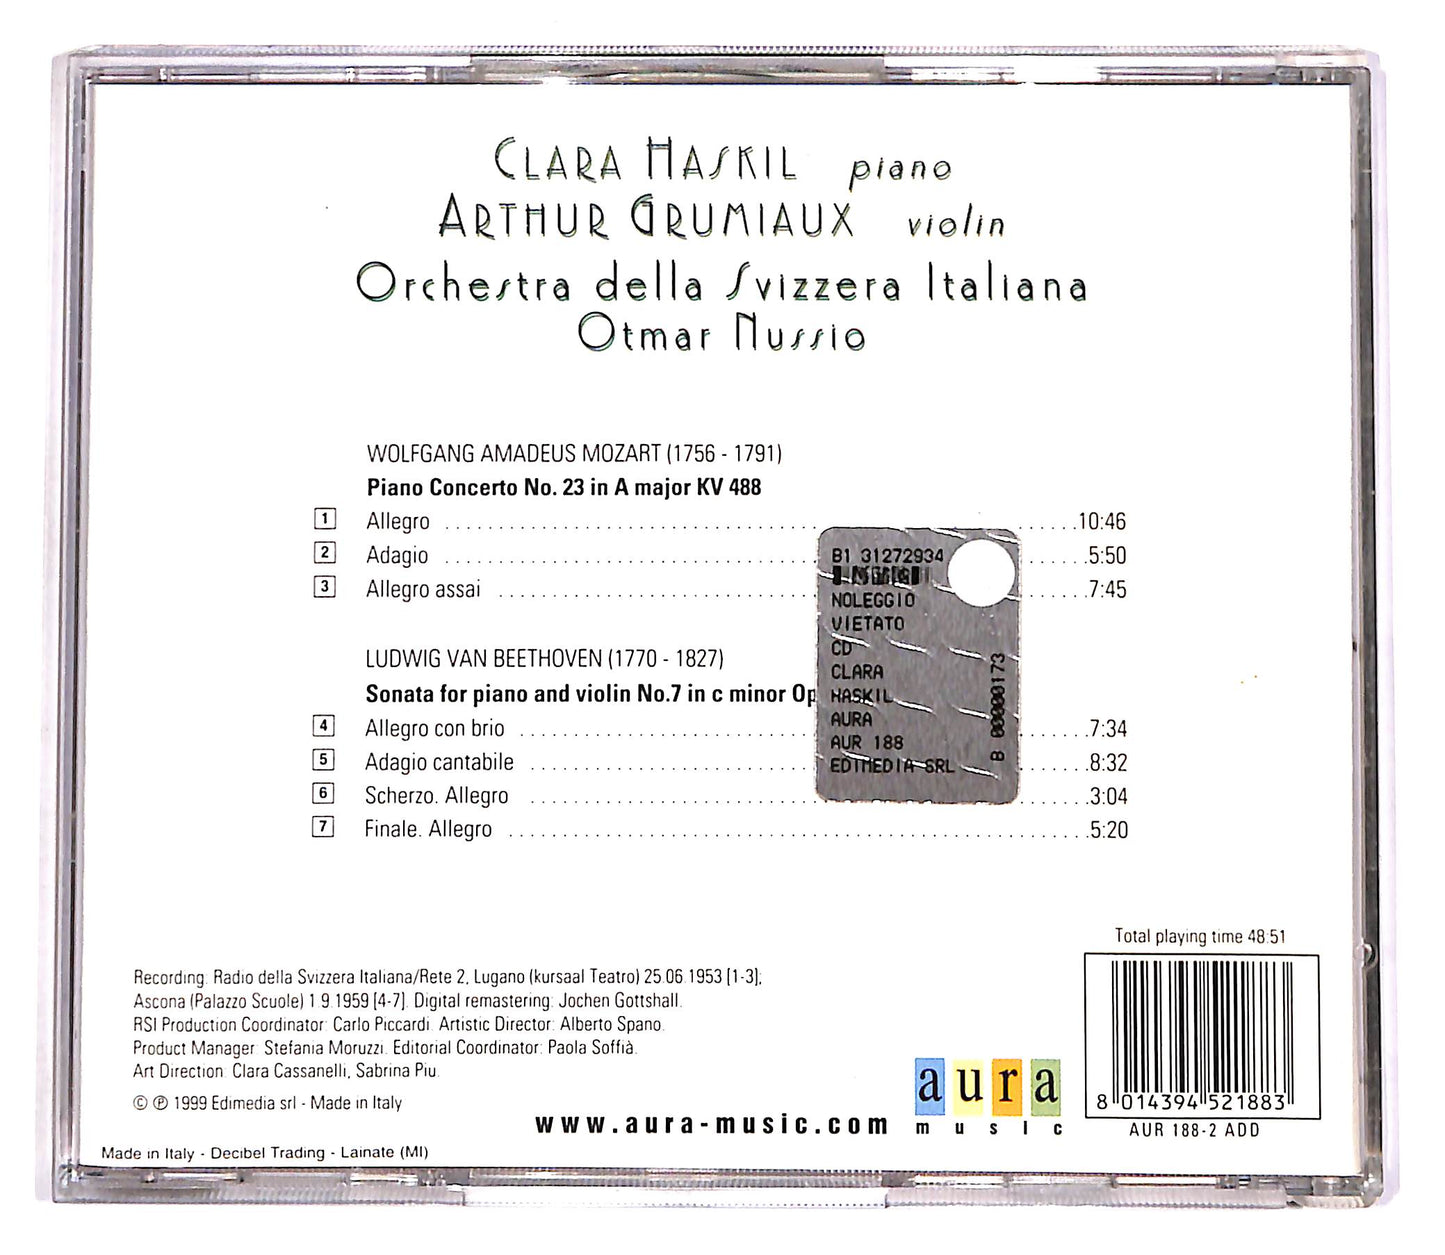 CLARA HASKIL piano
ARTHUR GRUMIAUX violin
Orchestra della Svizzera Italiana
Otmar Nussio
WOLFGANG AMADEUS MOZART (1756 - 1791)
Piano Concerto No. 23 in A major KV 488
1 Allegro 10:46
2 Adagio 5:50
3 Allegro assai 7:45
LUDWIG VAN BEETHOVEN (1770 - 1827)
Sonata for piano and violin No.7 in c minor Op
4 Allegro con brio 7:34
5 Adagio cantabile 8:32
6 Scherzo. Allegro 3:04
7 Finale. Allegro 5:20
B1 31272934
NOLEGGIO
VIETATO
CD
CLARA
HASKIL
AURA
AUR 188
EDIMEDIA SRL
B 00000173
Total playing time 48:51
Recording: Radio della Svizzera Italiana/Rete 2, Lugano (kursaal Teatro) 25.06.1953 [1-3];
Ascona (Palazzo Scuole) 1.9.1959 [4-7]. Digital remastering: Jochen Gottshall.
RSI Production Coordinator: Carlo Piccardi. Artistic Director: Alberto Spano.
Product Manager: Stefania Moruzzi. Editorial Coordinator: Paola Soffià.
Art Direction: Clara Cassanelli, Sabrina Piu.
© ℗ 1999 Edimedia srl - Made in Italy
www.aura-music.com
aura
music
8 014394 521883
AUR 188-2 ADD
Made in Italy - Decibel Trading - Lainate (MI)